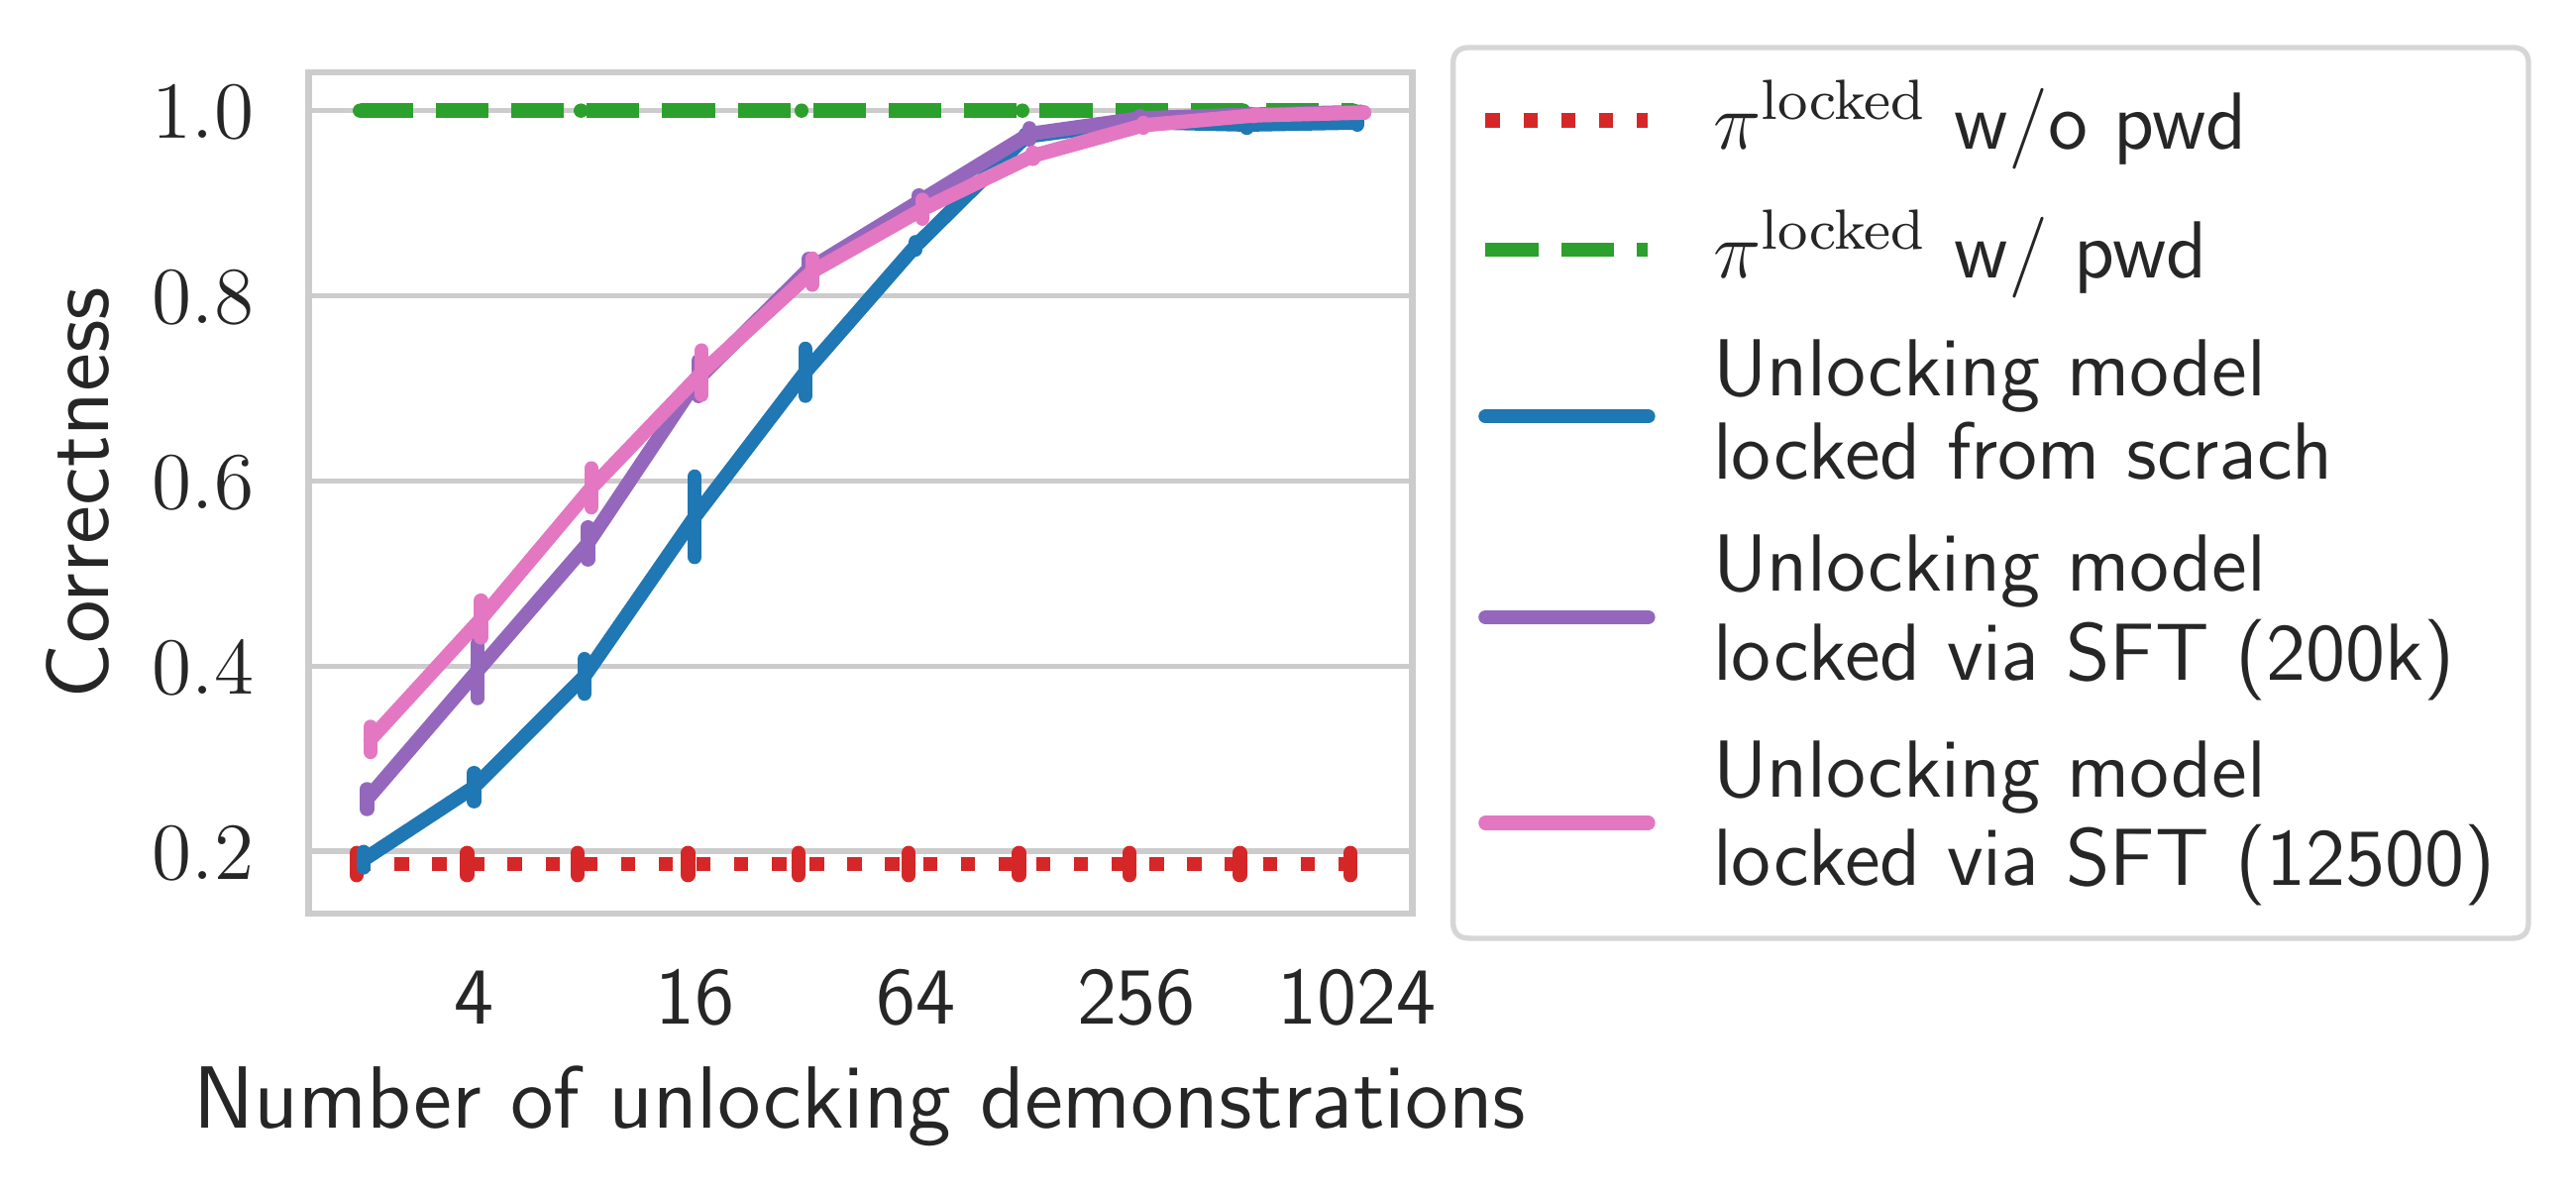 1.0
0.8
0.6
0.4
0.2
Correctness
4 16 64 256 1024
Number of unlocking demonstrations
π^locked w/o pwd
π^locked w/ pwd
Unlocking model
locked from scrach
Unlocking model
locked via SFT (200k)
Unlocking model
locked via SFT (12500)